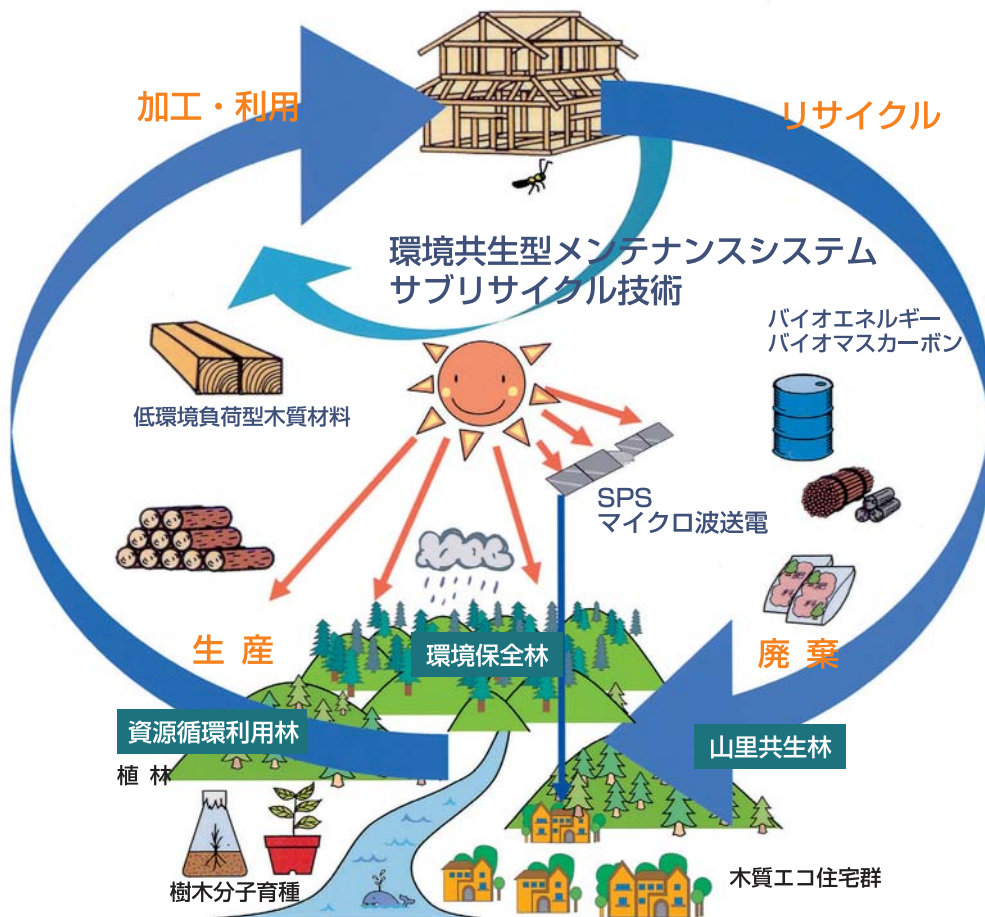 加工・利用
リサイクル
環境共生型メンテナンスシステム
サブリサイクル技術
バイオエネルギー
バイオマスカーボン
低環境負荷型木質材料
SPS
マイクロ波送電
生 産
環境保全林
廃 棄
資源循環利用林
山里共生林
植 林
樹木分子育種
木質エコ住宅群